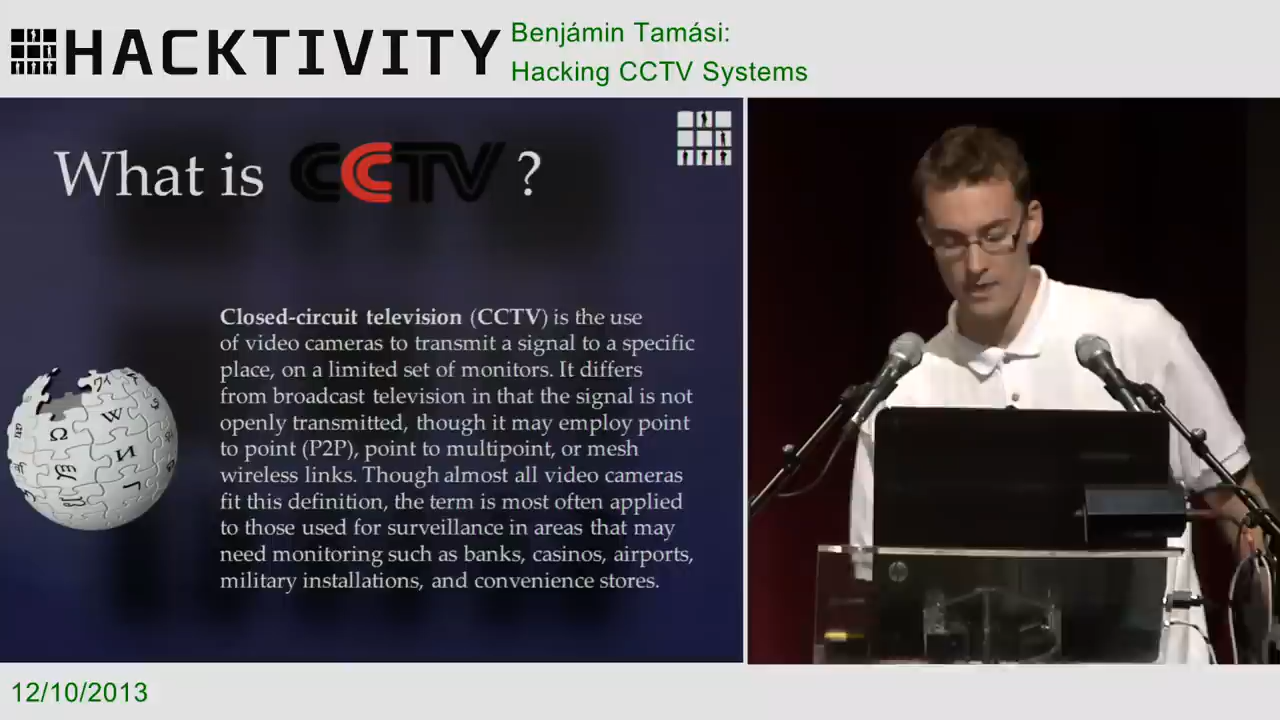 HACKTIVITY
Benjámin Tamási:
Hacking CCTV Systems
What is CCTV ?
Closed-circuit television (CCTV) is the use
of video cameras to transmit a signal to a specific
place, on a limited set of monitors. It differs
from broadcast television in that the signal is not
openly transmitted, though it may employ point
to point (P2P), point to multipoint, or mesh
wireless links. Though almost all video cameras
fit this definition, the term is most often applied
to those used for surveillance in areas that may
need monitoring such as banks, casinos, airports,
military installations, and convenience stores.
Ω
W
И
12/10/2013